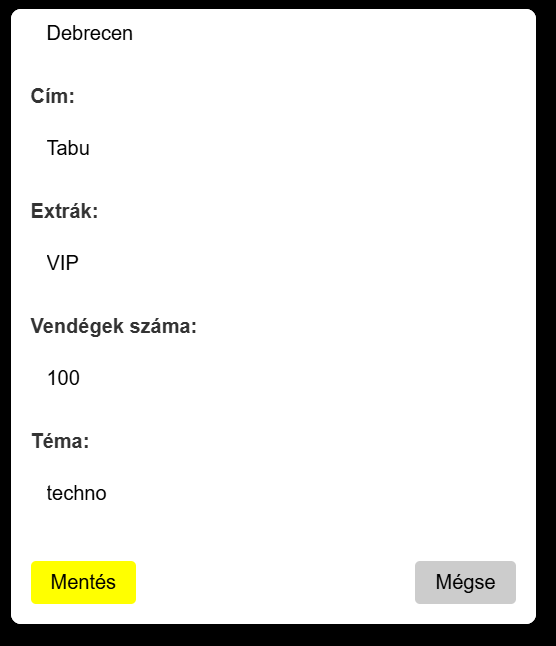 Debrecen
Cím:
Tabu
Extrák:
VIP
Vendégek száma:
100
Téma:
techno
Mentés
Mégse